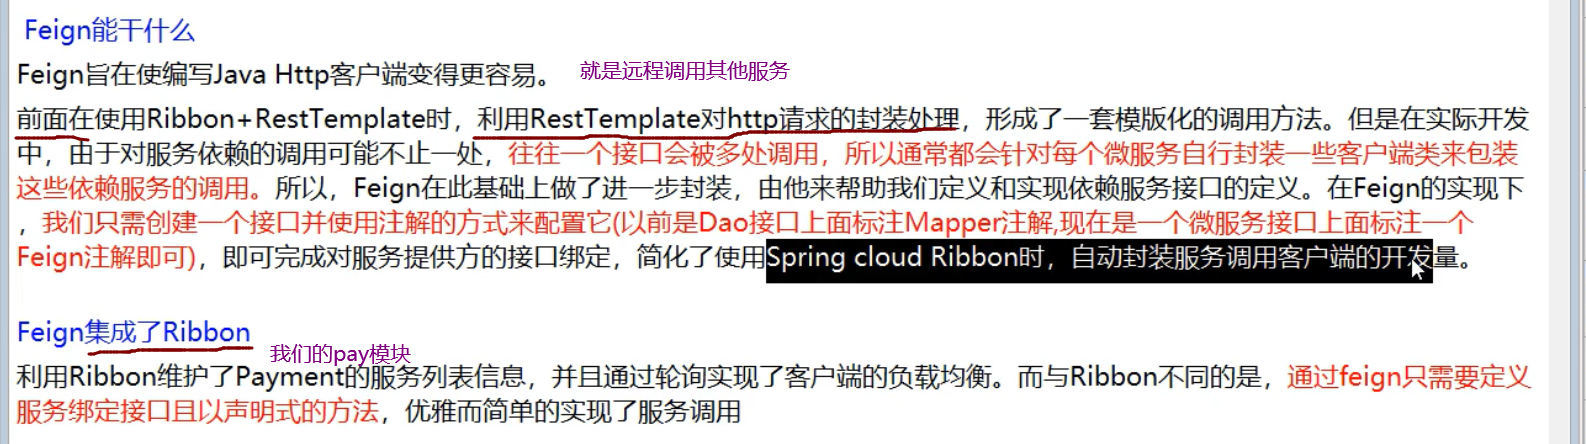 Feign能干什么
Feign旨在使编写Java Http客户端变得更容易。 就是远程调用其他服务
前面在使用Ribbon+RestTemplate时，利用RestTemplate对http请求的封装处理，形成了一套模版化的调用方法。但是在实际开发
中，由于对服务依赖的调用可能不止一处，往往一个接口会被多处调用，所以通常都会针对每个微服务自行封装一些客户端类来包装
这些依赖服务的调用。所以，Feign在此基础上做了进一步封装，由他来帮助我们定义和实现依赖服务接口的定义。在Feign的实现下
，我们只需创建一个接口并使用注解的方式来配置它(以前是Dao接口上面标注Mapper注解,现在是一个微服务接口上面标注一个
Feign注解即可)，即可完成对服务提供方的接口绑定，简化了使用Spring cloud Ribbon时，自动封装服务调用客户端的开发量。
Feign集成了Ribbon
我们的pay模块
利用Ribbon维护了Payment的服务列表信息，并且通过轮询实现了客户端的负载均衡。而与Ribbon不同的是，通过feign只需要定义
服务绑定接口且以声明式的方法，优雅而简单的实现了服务调用